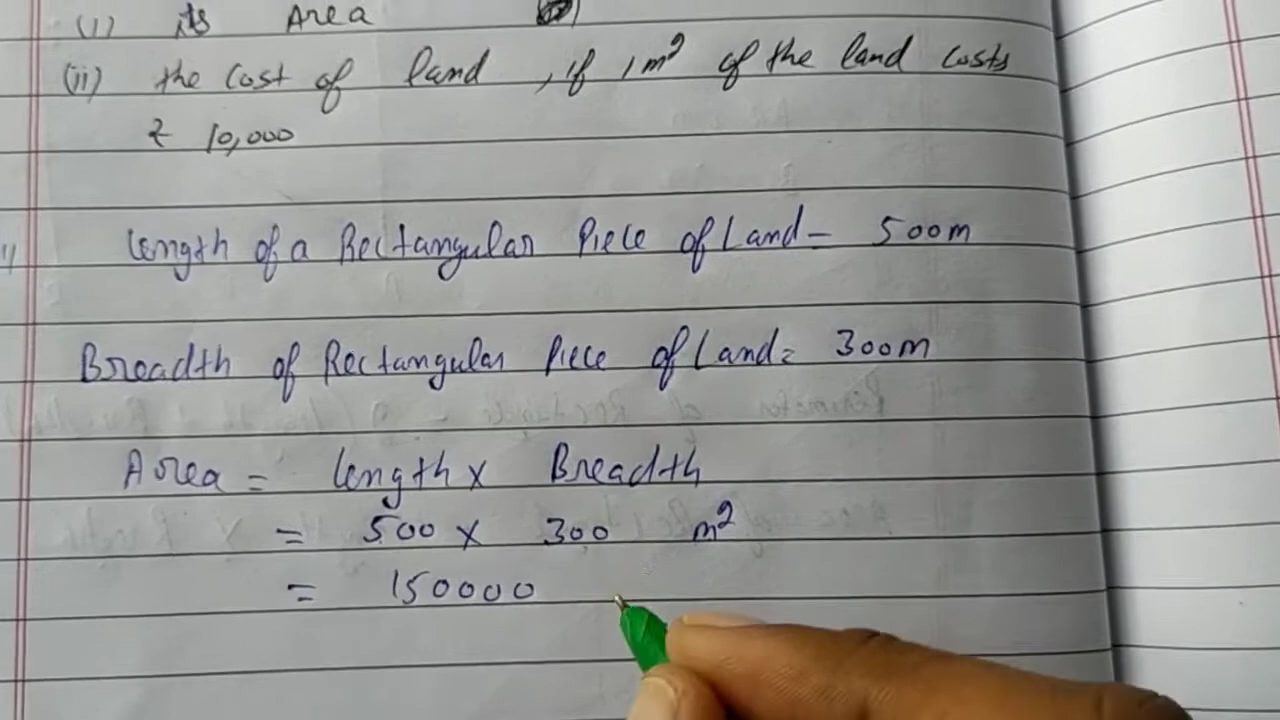 (i) its Area
(ii) the cost of land, if 1m² of the land costs
₹ 10,000
length of a Rectangular Piece of Land - 500m
Breadth of Rectangular Piece of Land = 300m
Area = length x Breadth
= 500 x 300 m²
= 150000